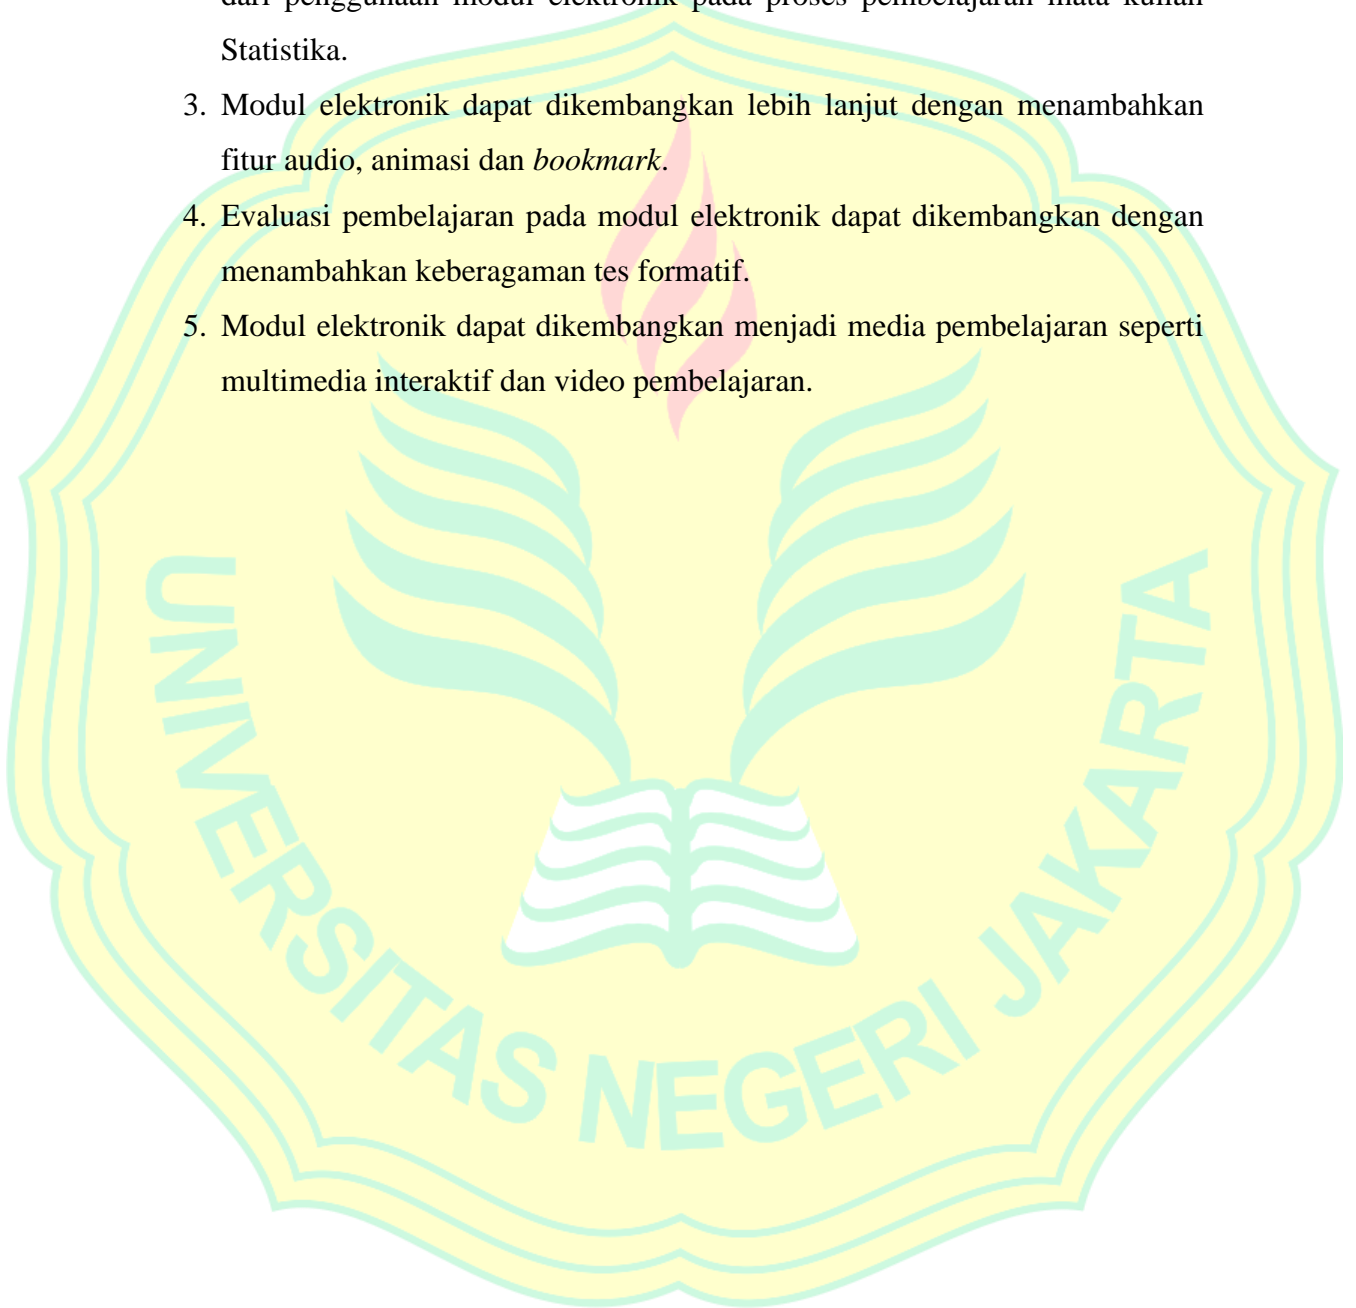 dari penggunaan modul elektronik pada proses pembelajaran mata kuliah
Statistika.
3. Modul elektronik dapat dikembangkan lebih lanjut dengan menambahkan
fitur audio, animasi dan bookmark.
4. Evaluasi pembelajaran pada modul elektronik dapat dikembangkan dengan
menambahkan keberagaman tes formatif.
5. Modul elektronik dapat dikembangkan menjadi media pembelajaran seperti
multimedia interaktif dan video pembelajaran.
UNIVERSITAS NEGERI JAKARTA